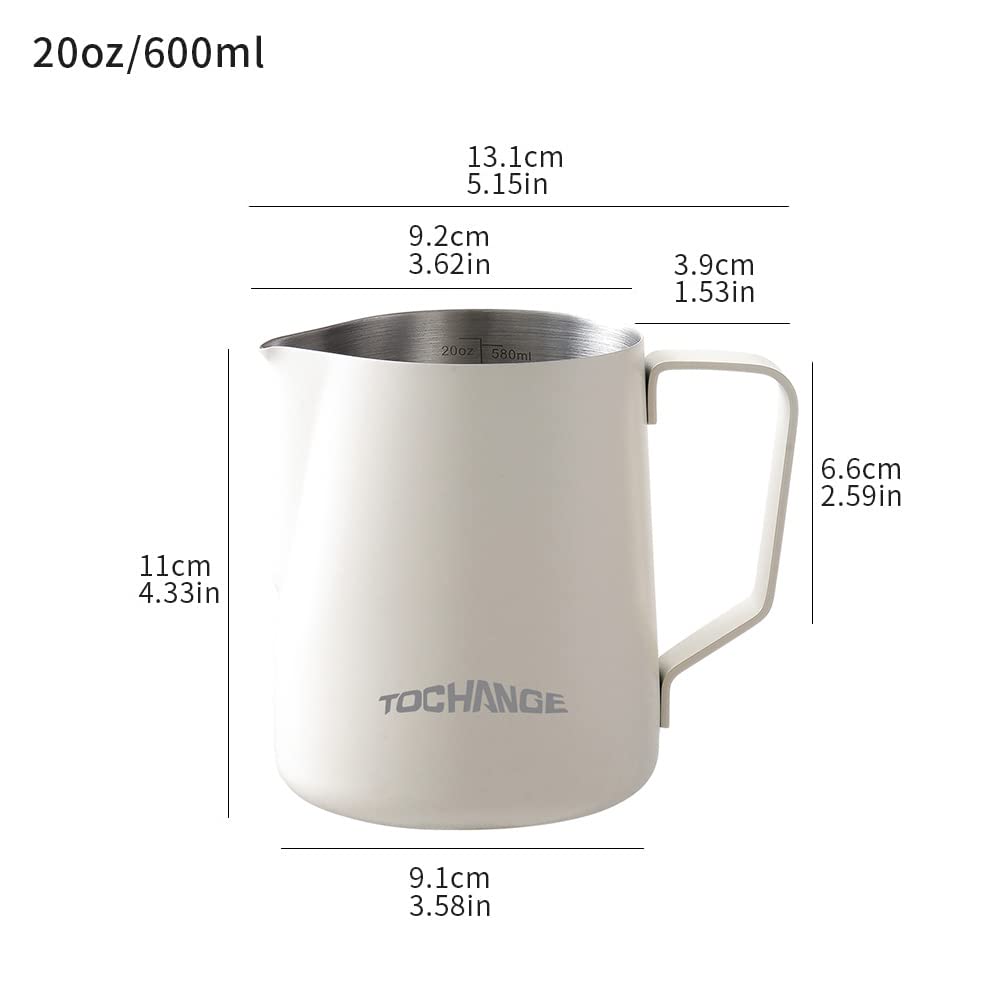 20oz/600ml
13.1cm
5.15in
9.2cm
3.62in
3.9cm
1.53in
20oz 580ml
6.6cm
2.59in
11cm
4.33in
TOCHANGE
9.1cm
3.58in